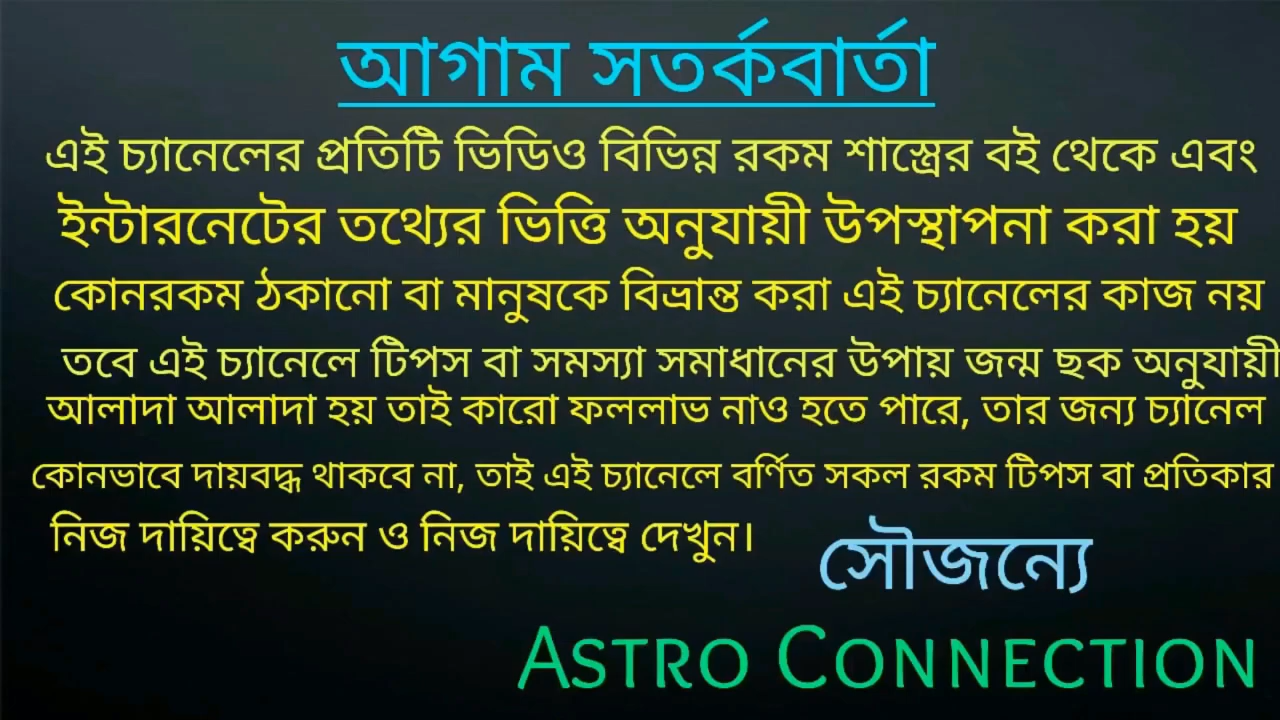 আগাম সতর্কবার্তা
এই চ্যানেলের প্রতিটি ভিডিও বিভিন্ন রকম শাস্ত্রের বই থেকে এবং
ইন্টারনেটের তথ্যের ভিত্তি অনুযায়ী উপস্থাপনা করা হয়
কোনরকম ঠকানো বা মানুষকে বিভ্রান্ত করা এই চ্যানেলের কাজ নয়
তবে এই চ্যানেলে টিপস বা সমস্যা সমাধানের উপায় জন্ম ছক অনুযায়ী
আলাদা আলাদা হয় তাই কারো ফললাভ নাও হতে পারে, তার জন্য চ্যানেল
কোনভাবে দায়বদ্ধ থাকবে না, তাই এই চ্যানেলে বর্ণিত সকল রকম টিপস বা প্রতিকার
নিজ দায়িত্বে করুন ও নিজ দায়িত্বে দেখুন।
সৌজন্যে
ASTRO CONNECTION